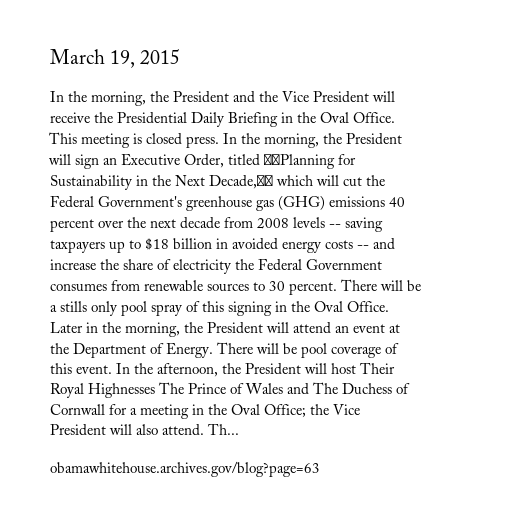 March 19, 2015
In the morning, the President and the Vice President will
receive the Presidential Daily Briefing in the Oval Office.
This meeting is closed press. In the morning, the President
will sign an Executive Order, titled Planning for
Sustainability in the Next Decade, which will cut the
Federal Government's greenhouse gas (GHG) emissions 40
percent over the next decade from 2008 levels -- saving
taxpayers up to $18 billion in avoided energy costs -- and
increase the share of electricity the Federal Government
consumes from renewable sources to 30 percent. There will be
a stills only pool spray of this signing in the Oval Office.
Later in the morning, the President will attend an event at
the Department of Energy. There will be pool coverage of
this event. In the afternoon, the President will host Their
Royal Highnesses The Prince of Wales and The Duchess of
Cornwall for a meeting in the Oval Office; the Vice
President will also attend. Th...
obamawhitehouse.archives.gov/blog?page=63